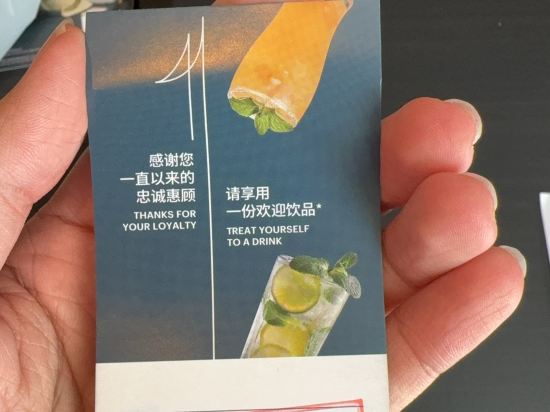 感谢您
一直以来的
忠诚惠顾
THANKS FOR
YOUR LOYALTY
请享用
一份欢迎饮品*
TREAT YOURSELF
TO A DRINK